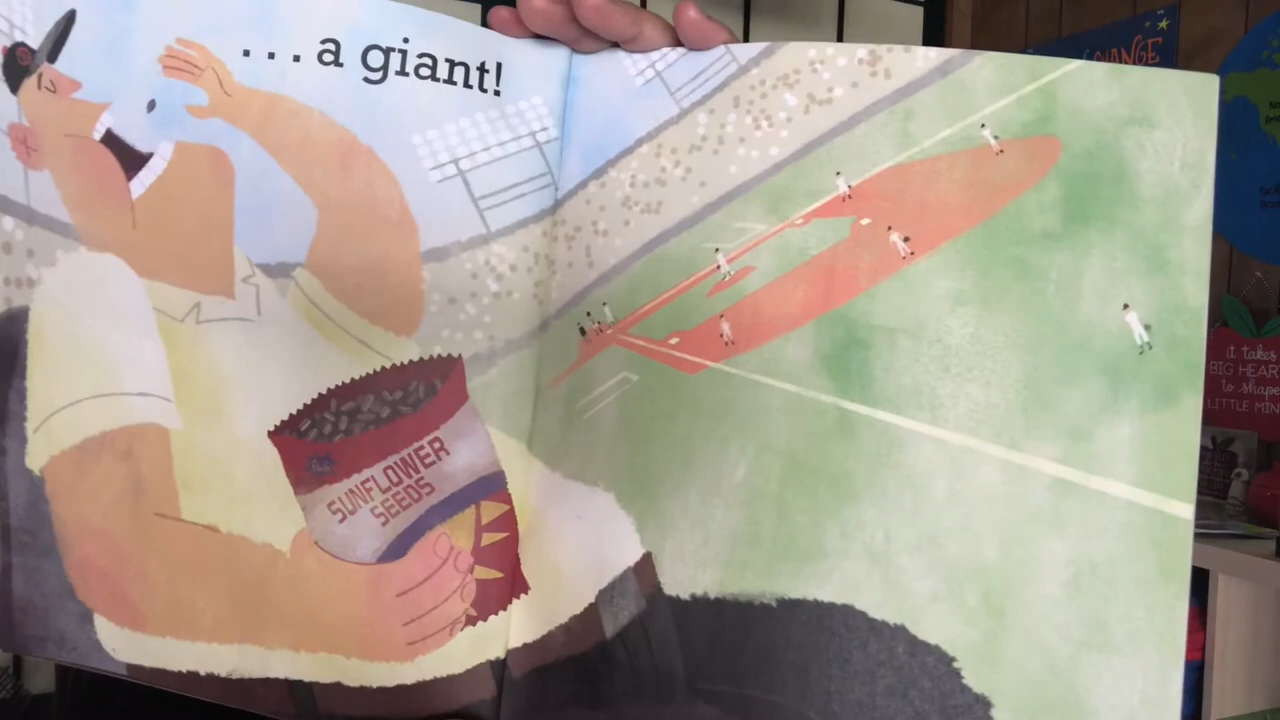 ...a giant!
SUNFLOWER
SEEDS
CHANGE
it takes
BIG HEAR
to shape
LITTLE MIN